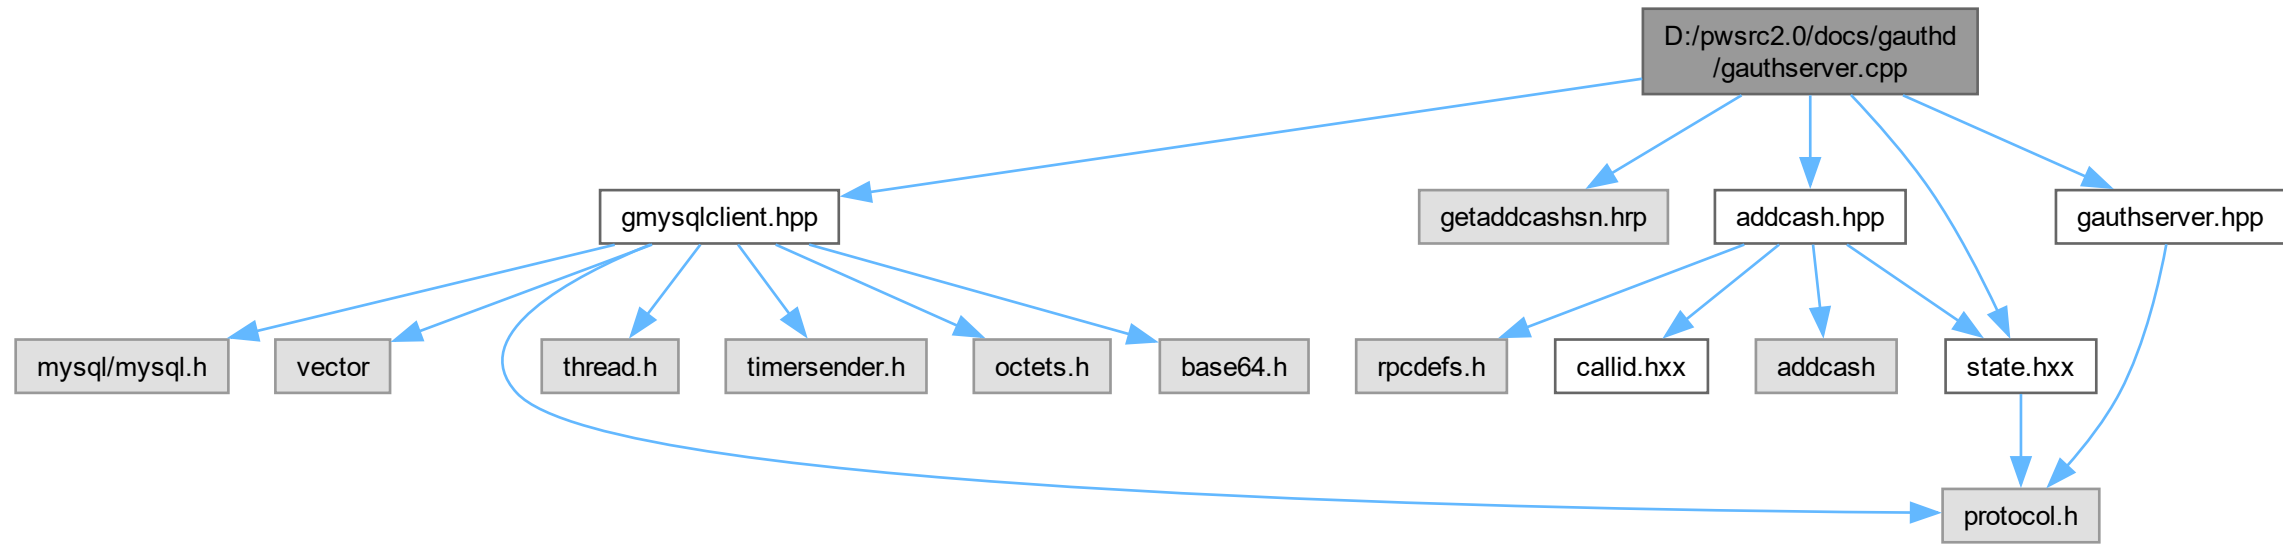 D:/pwsrc2.0/docs/gauthd
/gauthserver.cpp
gmysqlclient.hpp
getaddcashsn.hrp
addcash.hpp
gauthserver.hpp
mysql/mysql.h
vector
thread.h
timersender.h
octets.h
base64.h
rpcdefs.h
callid.hxx
addcash
state.hxx
protocol.h